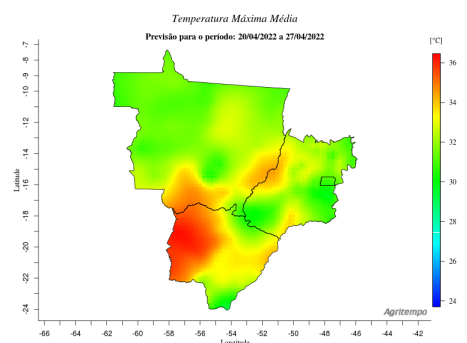 Temperatura Máxima Média
Previsão para o período: 20/04/2022 a 27/04/2022
[°C]
-7
-8
-9
-10
-12
-14
-16
-18
-20
-22
-24
Latitude
36
34
32
30
28
26
24
Agritempo
-66 -64 -62 -60 -58 -56 -54 -52 -50 -48 -46 -44 -42
Longitude